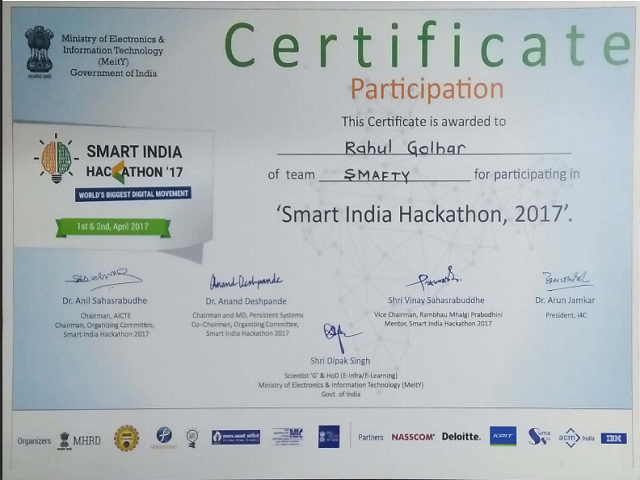 Ministry of Electronics &
Information Technology
(MeitY)
Government of India
Certificate
Participation
This Certificate is awarded to
Rahul Golhar
of team SMAFTY for participating in
'Smart India Hackathon, 2017'.
SMART INDIA
HACKATHON '17
WORLD'S BIGGEST DIGITAL MOVEMENT
1st & 2nd, April 2017
Anand Deshpande
Dr. Anil Sahasrabudhe
Chairman, AICTE
Chairman, Organizing Committee,
Smart India Hackathon 2017
Dr. Anand Deshpande
Chairman and MD, Persistent Systems
Co-Chairman, Organizing Committee,
Smart India Hackathon 2017
Shri Vinay Sahasrabuddhe
Vice Chairman, Rambhau Mhalgi Prabodhini
Mentor, Smart India Hackathon 2017
Dr. Arun Jamkar
President, i4C
Shri Dipak Singh
Scientist 'G' & HoD (E-Infra/E-Learning)
Ministry of Electronics & Information Technology (MeitY)
Govt. of India
Organizers MHRD Partners NASSCOM Deloitte. KPIT acm India IBM